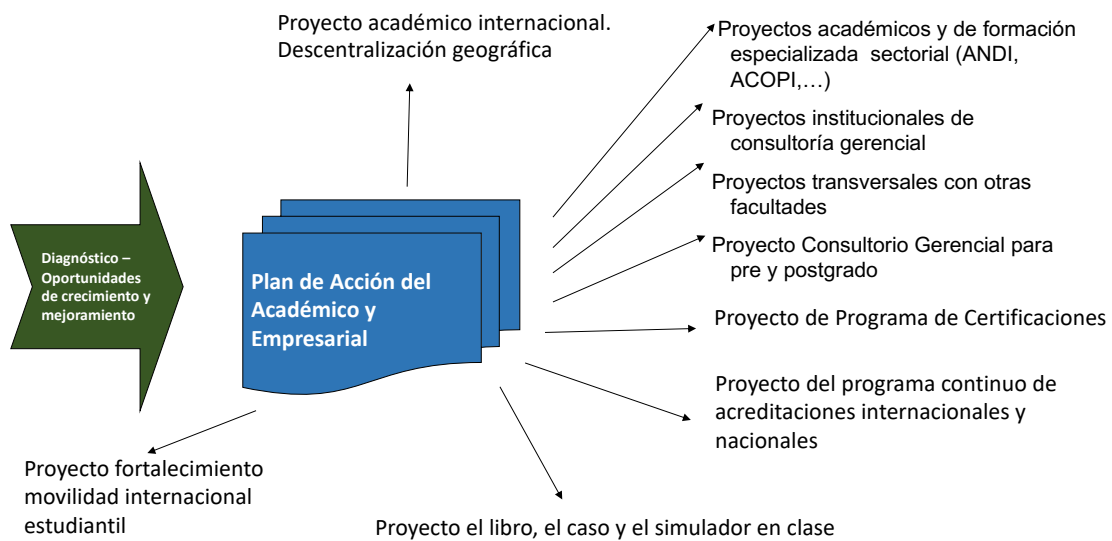 Proyecto académico internacional.
Descentralización geográfica
Proyectos académicos y de formación
especializada sectorial (ANDI,
ACOPI,…)
Proyectos institucionales de
consultoría gerencial
Proyectos transversales con otras
facultades
Proyecto Consultorio Gerencial para
pre y postgrado
Diagnóstico –
Oportunidades
de crecimiento y
mejoramiento
Plan de Acción del
Académico y
Empresarial
Proyecto de Programa de Certificaciones
Proyecto del programa continuo de
acreditaciones internacionales y
nacionales
Proyecto fortalecimiento
movilidad internacional
estudiantil
Proyecto el libro, el caso y el simulador en clase